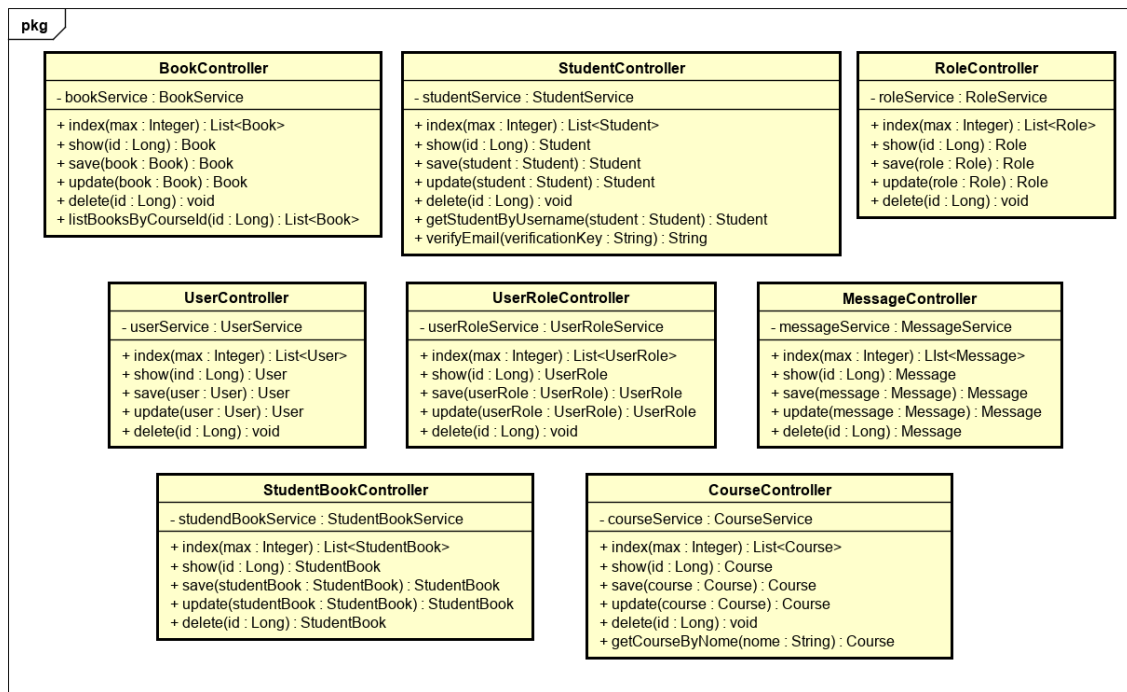 pkg
BookController
- bookService : BookService
+ index(max : Integer) : List<Book>
+ show(id : Long) : Book
+ save(book : Book) : Book
+ update(book : Book) : Book
+ delete(id : Long) : void
+ listBooksByCourseId(id : Long) : List<Book>
StudentController
- studentService : StudentService
+ index(max : Integer) : List<Student>
+ show(id : Long) : Student
+ save(student : Student) : Student
+ update(student : Student) : Student
+ delete(id : Long) : void
+ getStudentByUsername(student : Student) : Student
+ verifyEmail(verificationKey : String) : String
RoleController
- roleService : RoleService
+ index(max : Integer) : List<Role>
+ show(id : Long) : Role
+ save(role : Role) : Role
+ update(role : Role) : Role
+ delete(id : Long) : void
UserController
- userService : UserService
+ index(max : Integer) : List<User>
+ show(ind : Long) : User
+ save(user : User) : User
+ update(user : User) : User
+ delete(id : Long) : void
UserRoleController
- userRoleService : UserRoleService
+ index(max : Integer) : List<UserRole>
+ show(id : Long) : UserRole
+ save(userRole : UserRole) : UserRole
+ update(userRole : UserRole) : UserRole
+ delete(id : Long) : void
MessageController
- messageService : MessageService
+ index(max : Integer) : LIst<Message>
+ show(id : Long) : Message
+ save(message : Message) : Message
+ update(message : Message) : Message
+ delete(id : Long) : Message
StudentBookController
- studendBookService : StudentBookService
+ index(max : Integer) : List<StudentBook>
+ show(id : Long) : StudentBook
+ save(studentBook : StudentBook) : StudentBook
+ update(studentBook : StudentBook) : StudentBook
+ delete(id : Long) : StudentBook
CourseController
- courseService : CourseService
+ index(max : Integer) : List<Course>
+ show(id : Long) : Course
+ save(course : Course) : Course
+ update(course : Course) : Course
+ delete(id : Long) : void
+ getCourseByNome(nome : String) : Course